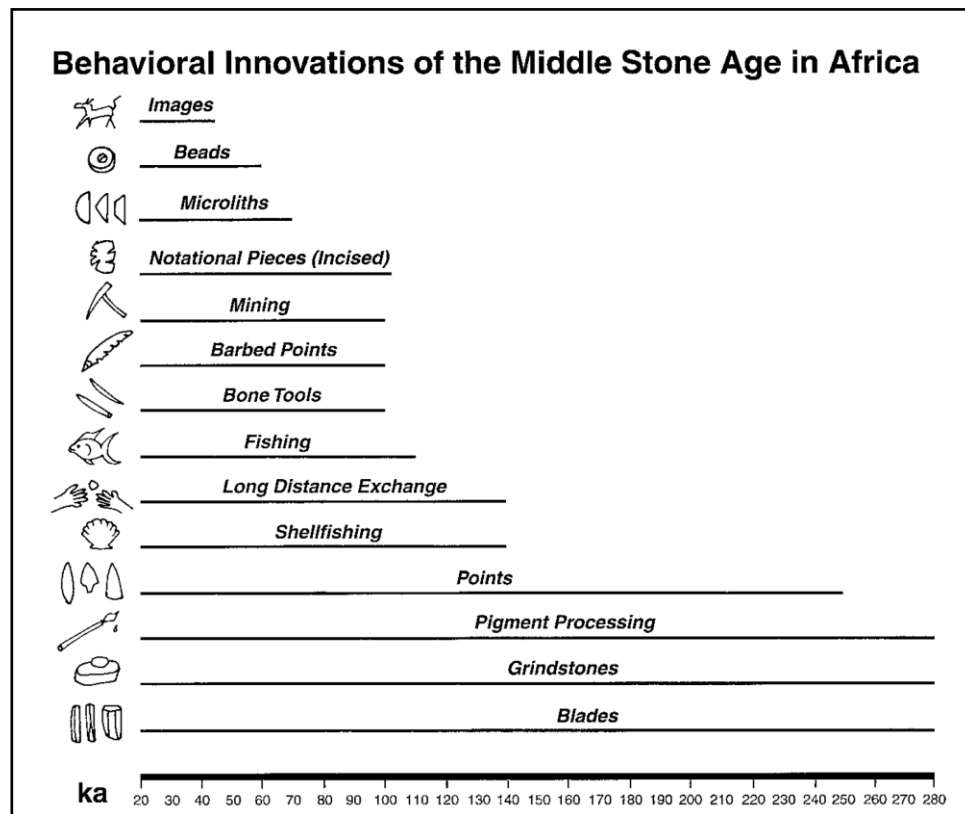 Behavioral Innovations of the Middle Stone Age in Africa
Images
Beads
Microliths
Notational Pieces (Incised)
Mining
Barbed Points
Bone Tools
Fishing
Long Distance Exchange
Shellfishing
Points
Pigment Processing
Grindstones
Blades
ka
20 30 40 50 60 70 80 90 100 110 120 130 140 150 160 170 180 190 200 210 220 230 240 250 260 270 280